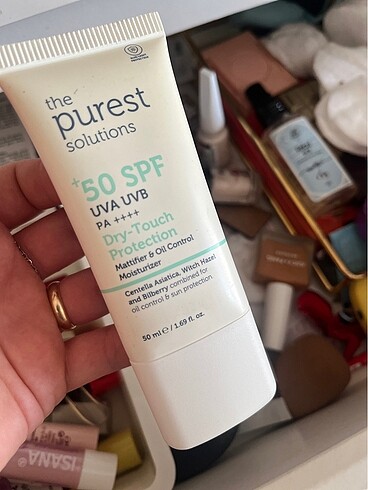 the
purest
solutions
+50 SPF
UVA UVB
PA ++++
Dry-Touch
Protection
Mattifier & Oil Control
Moisturizer
Centella Asiatica, Witch Hazel
and Bilberry combined for
oil control & sun protection
50 ml ℮ / 1.69 fl. oz.
ISANA